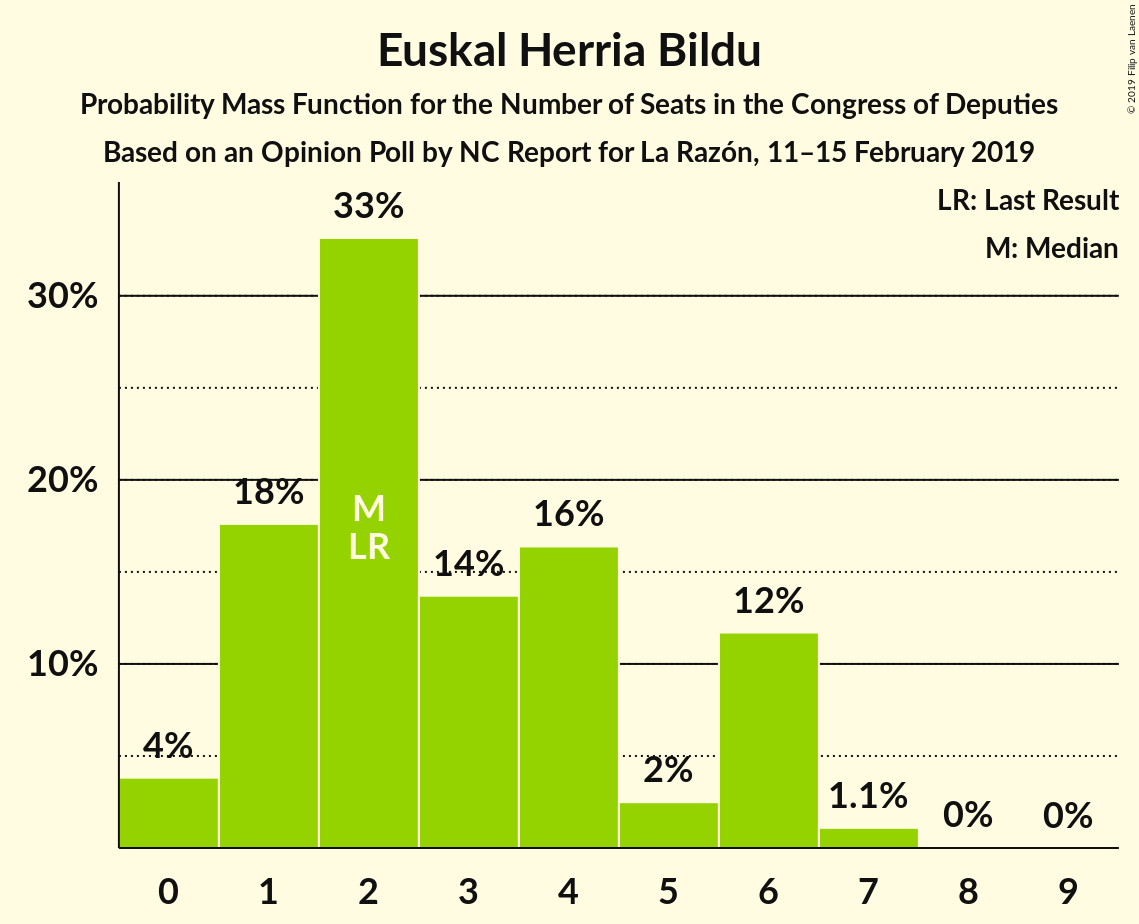 Euskal Herria Bildu
Probability Mass Function for the Number of Seats in the Congress of Deputies
Based on an Opinion Poll by NC Report for La Razón, 11–15 February 2019
© 2019 Filip van Laenen
LR: Last Result
M: Median
33%
30%
20%
18%
M
LR
16%
14%
12%
10%
4%
2%
1.1%
0%
0%
0 1 2 3 4 5 6 7 8 9